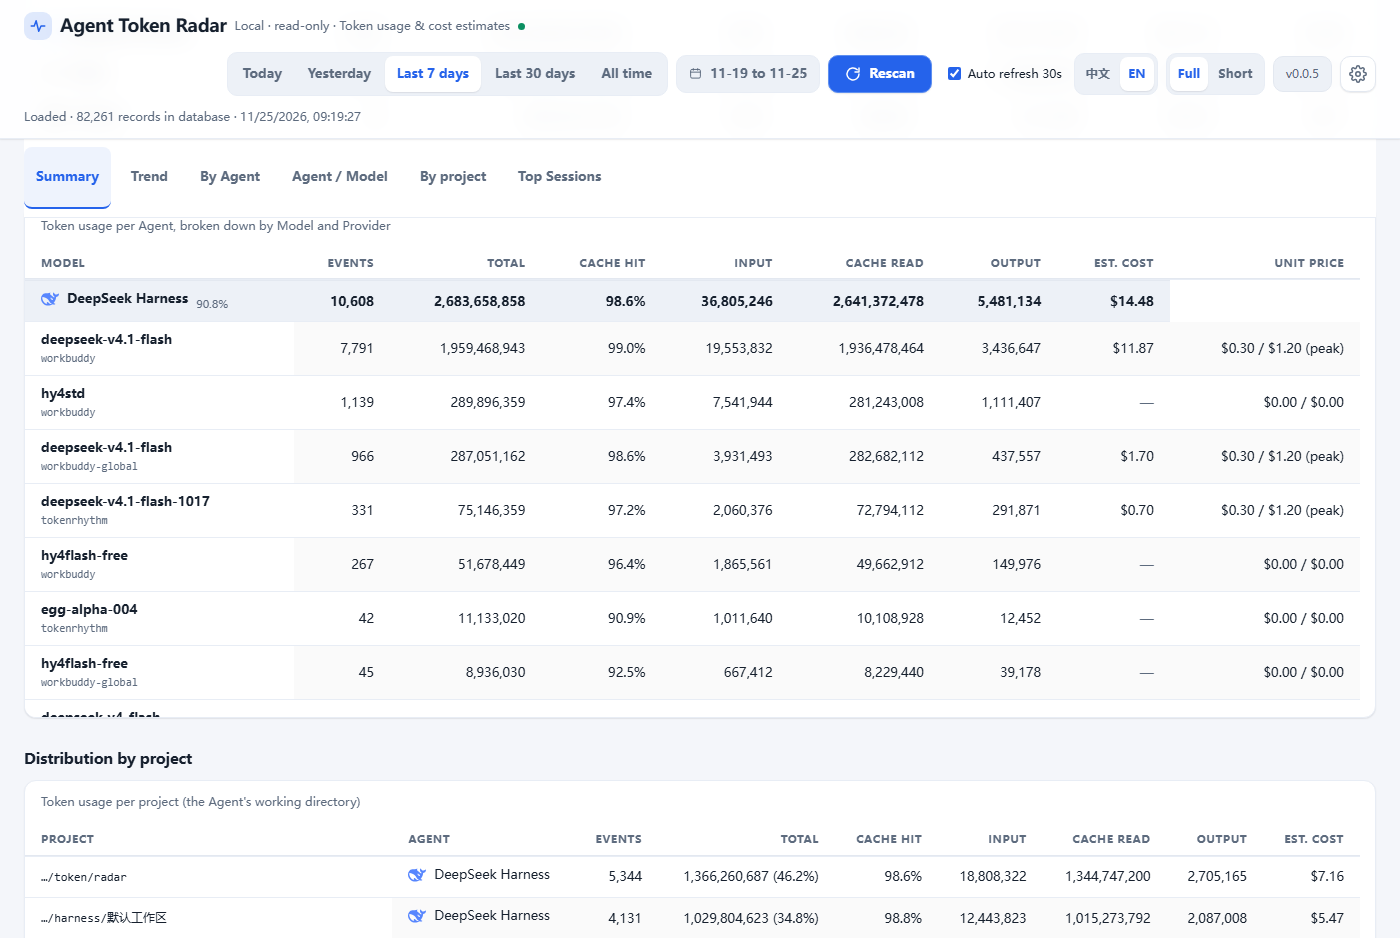 Agent Token Radar Local · read-only · Token usage & cost estimates
Today Yesterday Last 7 days Last 30 days All time 11-19 to 11-25 Rescan Auto refresh 30s 中文 EN Full Short v0.0.5
Loaded · 82,261 records in database · 11/25/2026, 09:19:27
Summary Trend By Agent Agent / Model By project Top Sessions
Token usage per Agent, broken down by Model and Provider
MODEL EVENTS TOTAL CACHE HIT INPUT CACHE READ OUTPUT EST. COST UNIT PRICE
DeepSeek Harness 90.8% 10,608 2,683,658,858 98.6% 36,805,246 2,641,372,478 5,481,134 $14.48
deepseek-v4.1-flash 7,791 1,959,468,943 99.0% 19,553,832 1,936,478,464 3,436,647 $11.87 $0.30 / $1.20 (peak)
workbuddy
hy4std 1,139 289,896,359 97.4% 7,541,944 281,243,008 1,111,407 — $0.00 / $0.00
workbuddy
deepseek-v4.1-flash 966 287,051,162 98.6% 3,931,493 282,682,112 437,557 $1.70 $0.30 / $1.20 (peak)
workbuddy-global
deepseek-v4.1-flash-1017 331 75,146,359 97.2% 2,060,376 72,794,112 291,871 $0.70 $0.30 / $1.20 (peak)
tokenrhythm
hy4flash-free 267 51,678,449 96.4% 1,865,561 49,662,912 149,976 — $0.00 / $0.00
workbuddy
egg-alpha-004 42 11,133,020 90.9% 1,011,640 10,108,928 12,452 — $0.00 / $0.00
tokenrhythm
hy4flash-free 45 8,936,030 92.5% 667,412 8,229,440 39,178 — $0.00 / $0.00
workbuddy-global
deepseek-v4-flash
Distribution by project
Token usage per project (the Agent's working directory)
PROJECT AGENT EVENTS TOTAL CACHE HIT INPUT CACHE READ OUTPUT EST. COST
…/token/radar DeepSeek Harness 5,344 1,366,260,687 (46.2%) 98.6% 18,808,322 1,344,747,200 2,705,165 $7.16
…/harness/默认工作区 DeepSeek Harness 4,131 1,029,804,623 (34.8%) 98.8% 12,443,823 1,015,273,792 2,087,008 $5.47